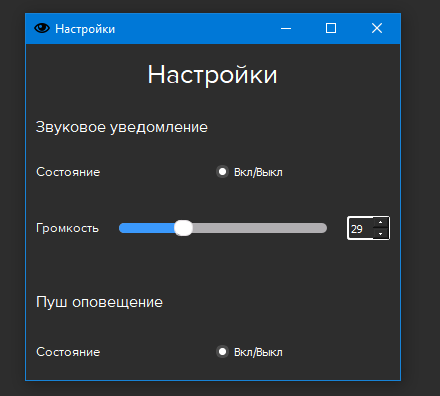 Настройки
Настройки
Звуковое уведомление
Состояние Вкл/Выкл
Громкость 29
Пуш оповещение
Состояние Вкл/Выкл